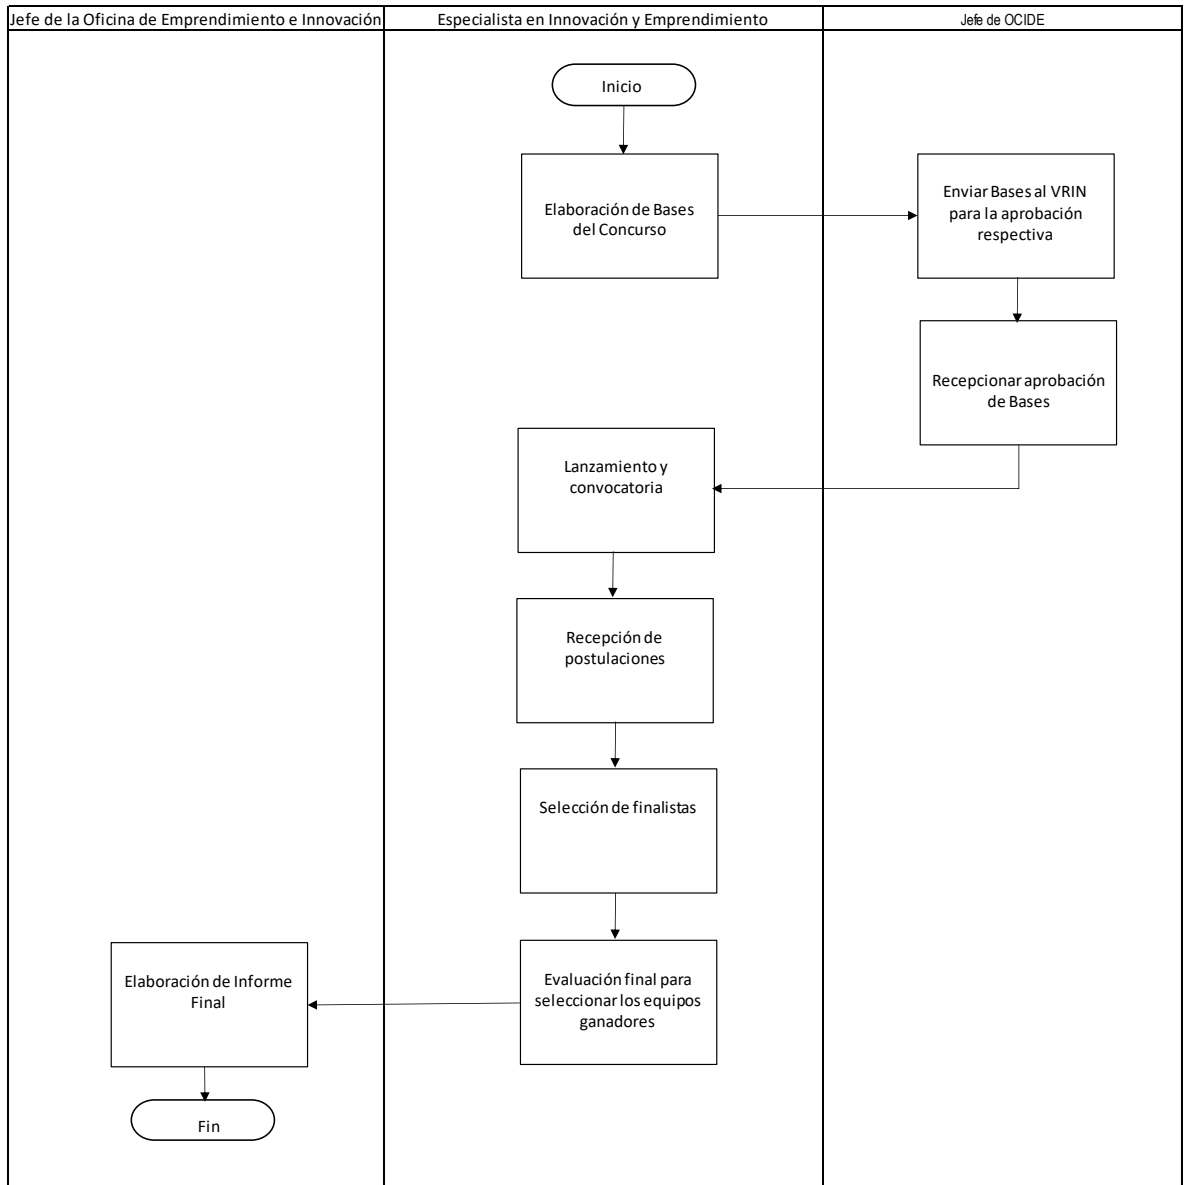 Jefe de la Oficina de Emprendimiento e Innovación
Especialista en Innovación y Emprendimiento
Jefe de OCIDE
Inicio
Elaboración de Bases
del Concurso
Enviar Bases al VRIN
para la aprobación
respectiva
Recepcionar aprobación
de Bases
Lanzamiento y
convocatoria
Recepción de
postulaciones
Selección de finalistas
Evaluación final para
seleccionar los equipos
ganadores
Elaboración de Informe
Final
Fin